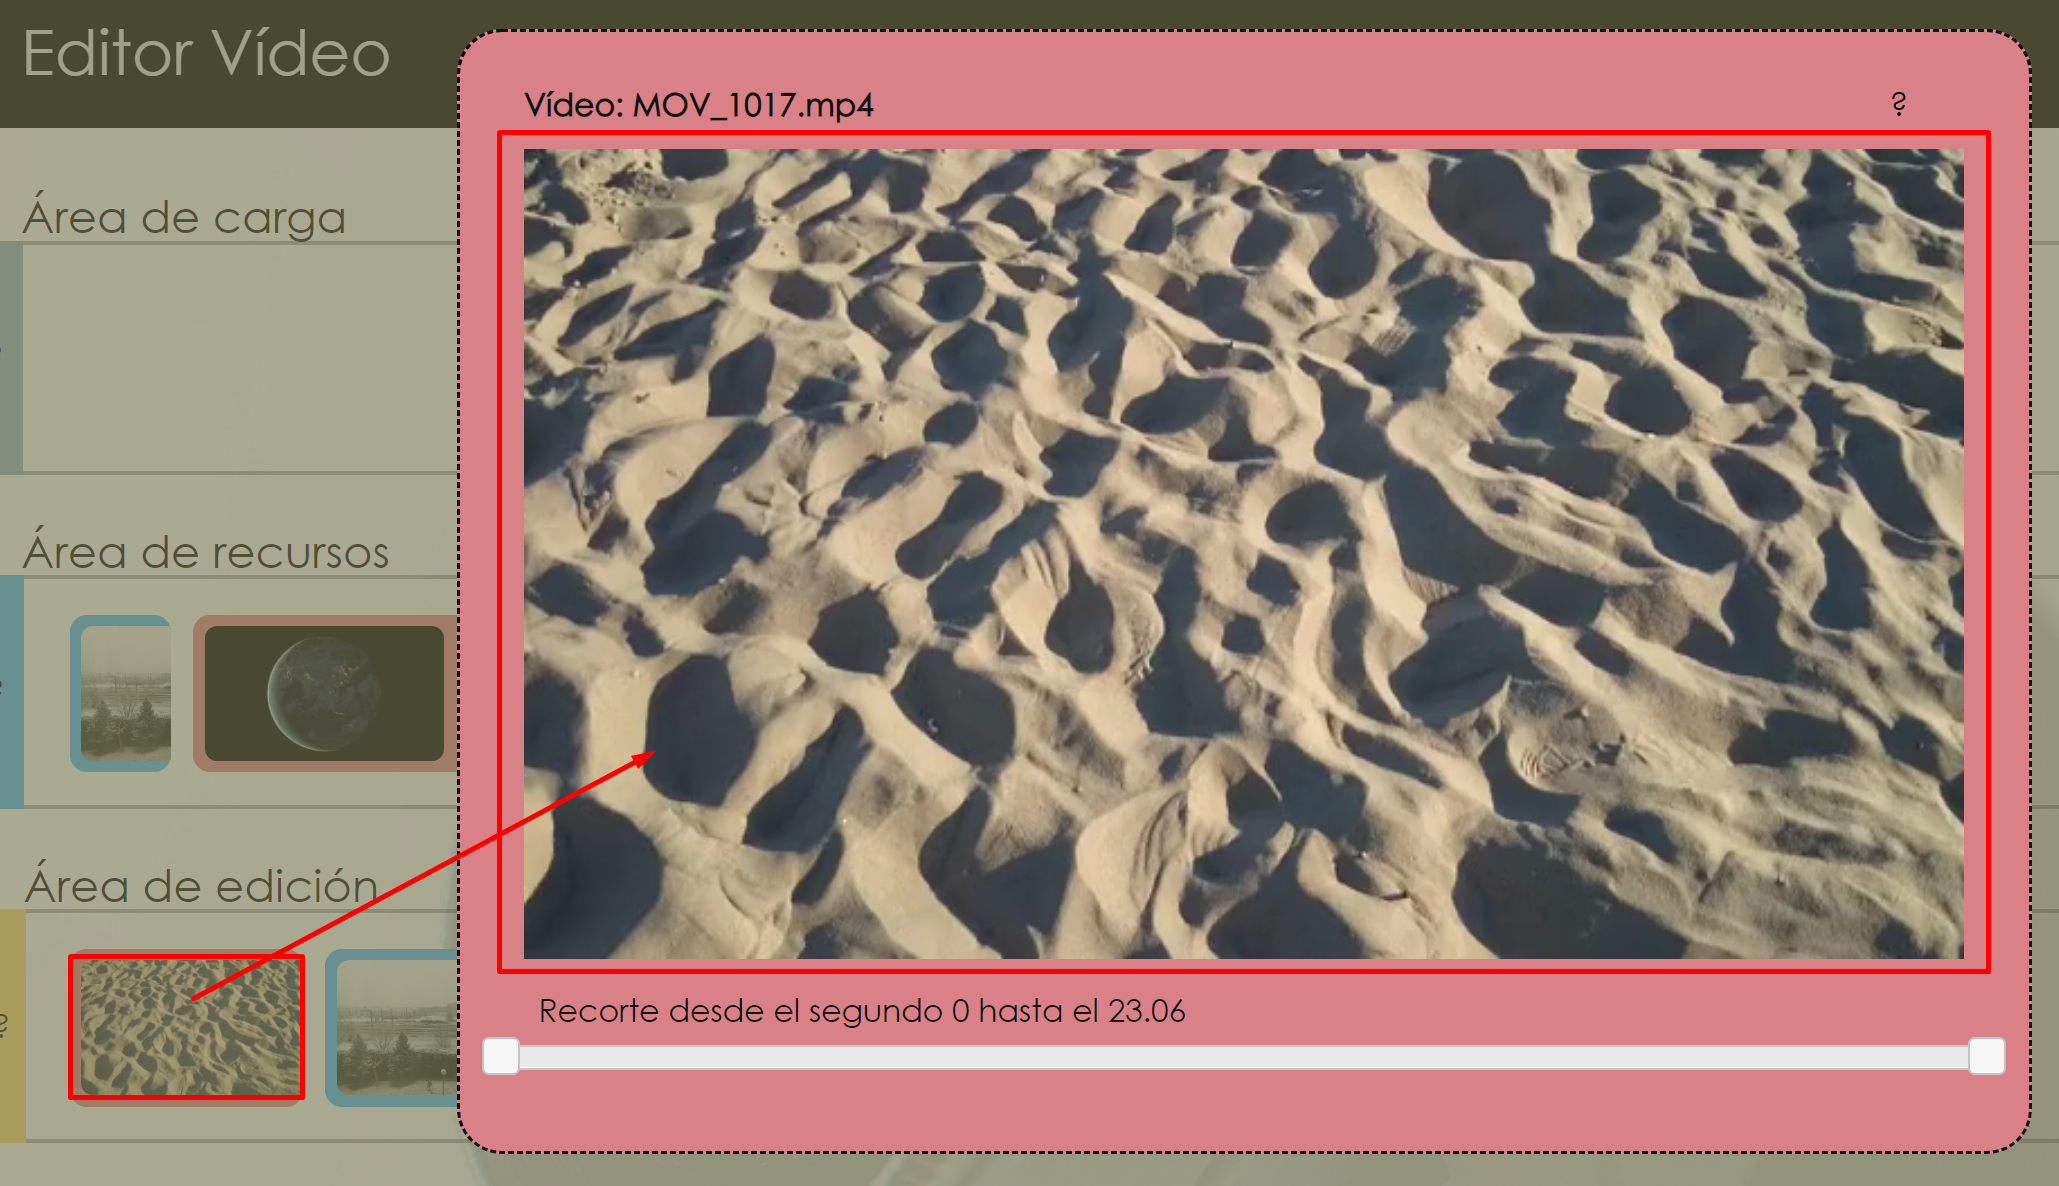 Editor Vídeo
Vídeo: MOV_1017.mp4
?
Área de carga
Área de recursos
Área de edición
Recorte desde el segundo 0 hasta el 23.06